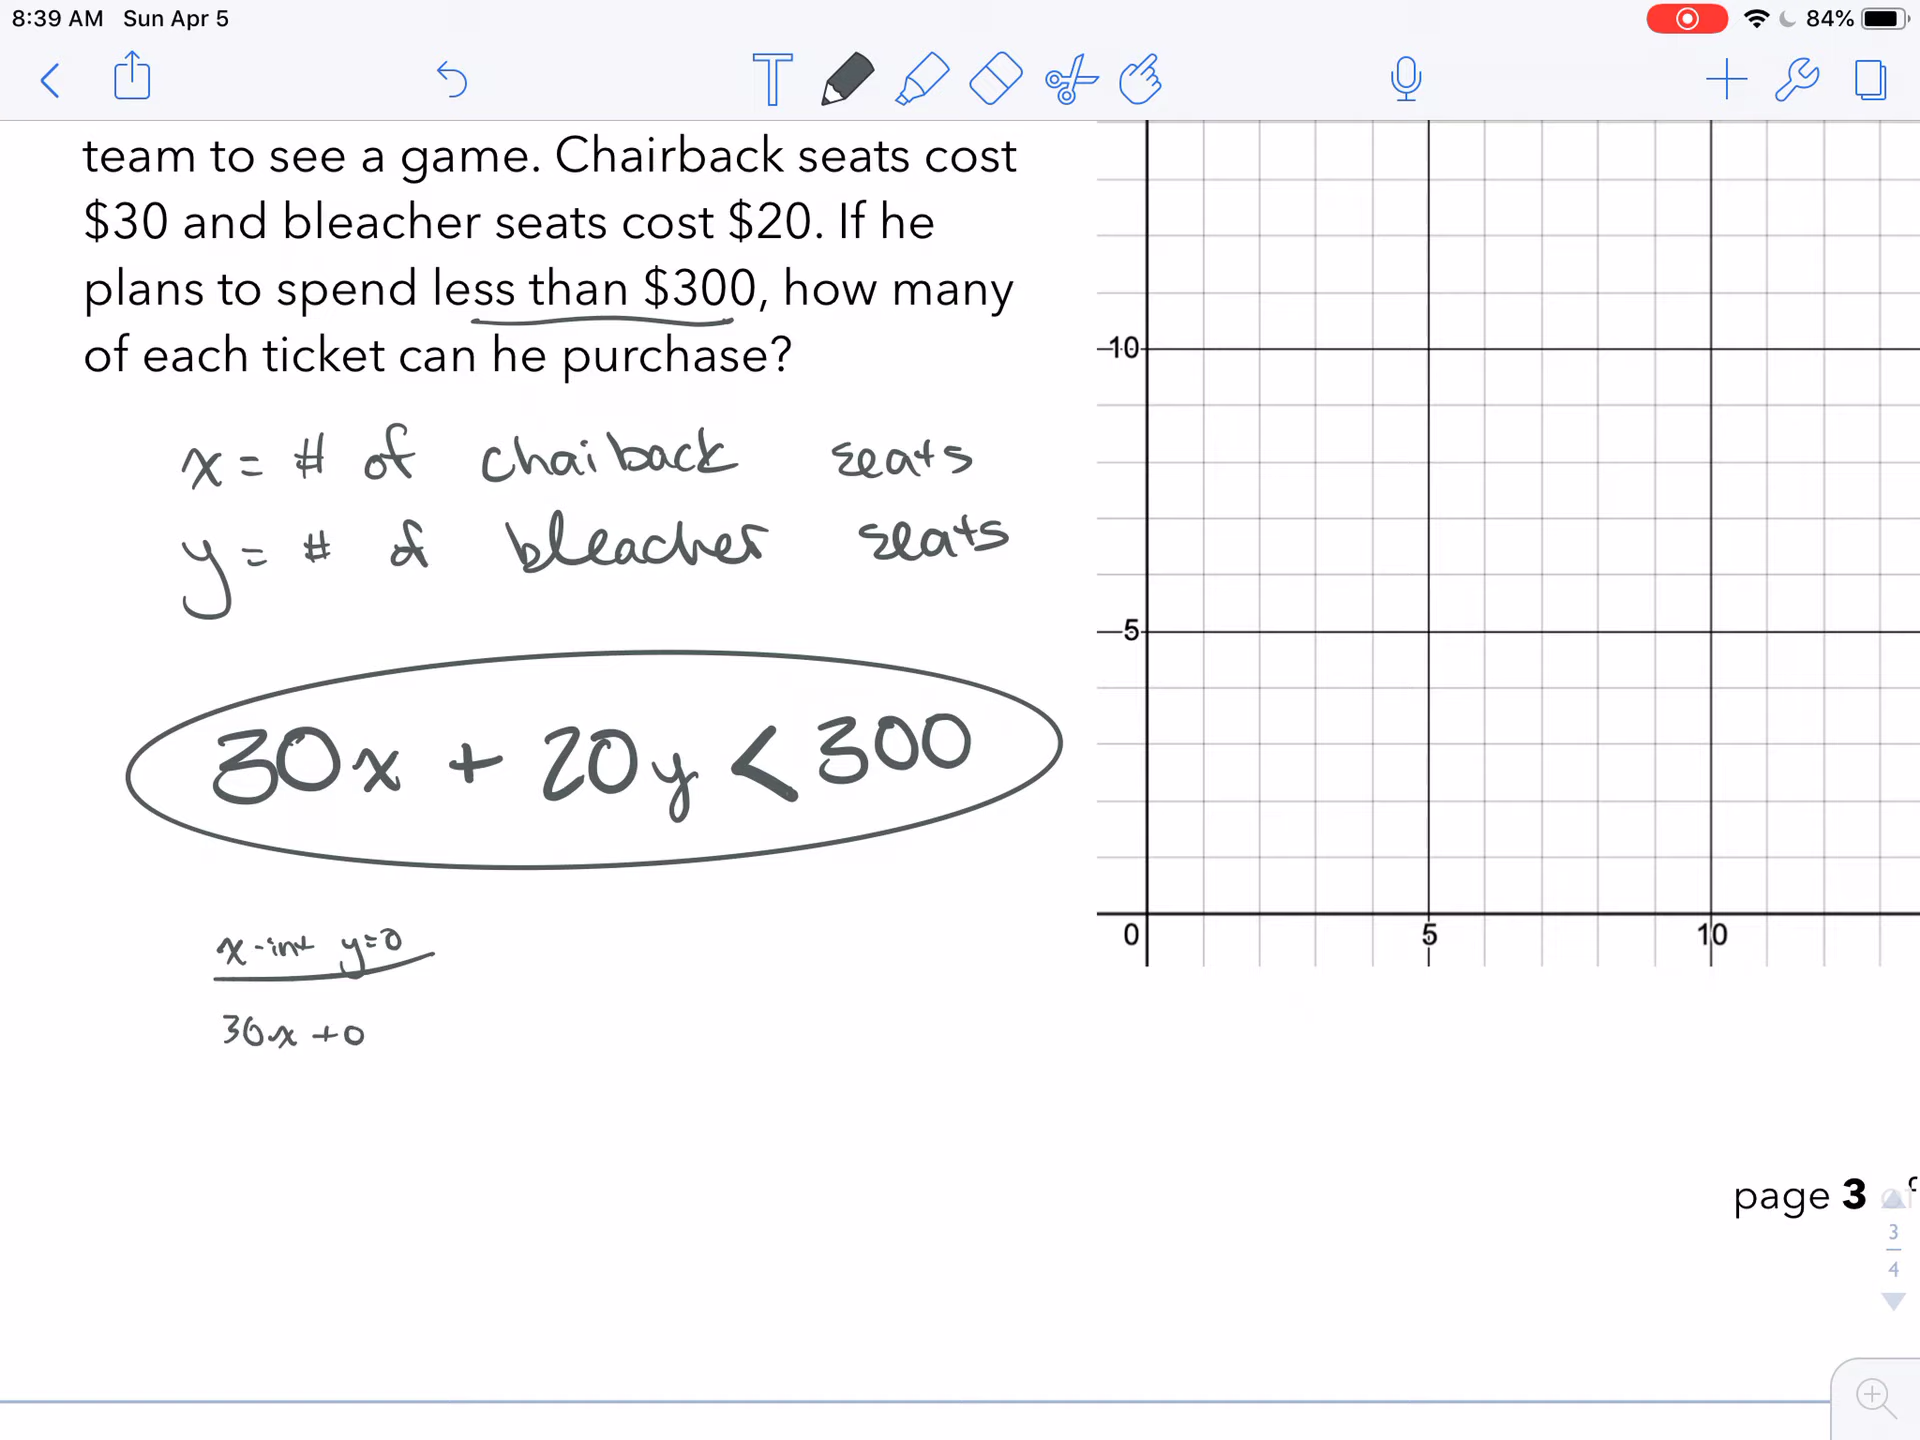 8:39 AM Sun Apr 5
84%
T
team to see a game. Chairback seats cost
$30 and bleacher seats cost $20. If he
plans to spend less than $300, how many
of each ticket can he purchase?
x = # of chaiback seats
y = # of bleacher seats
30x + 20y < 300
x-int y=0
30x + 0
10
5
0 5 10
page 3
3
4